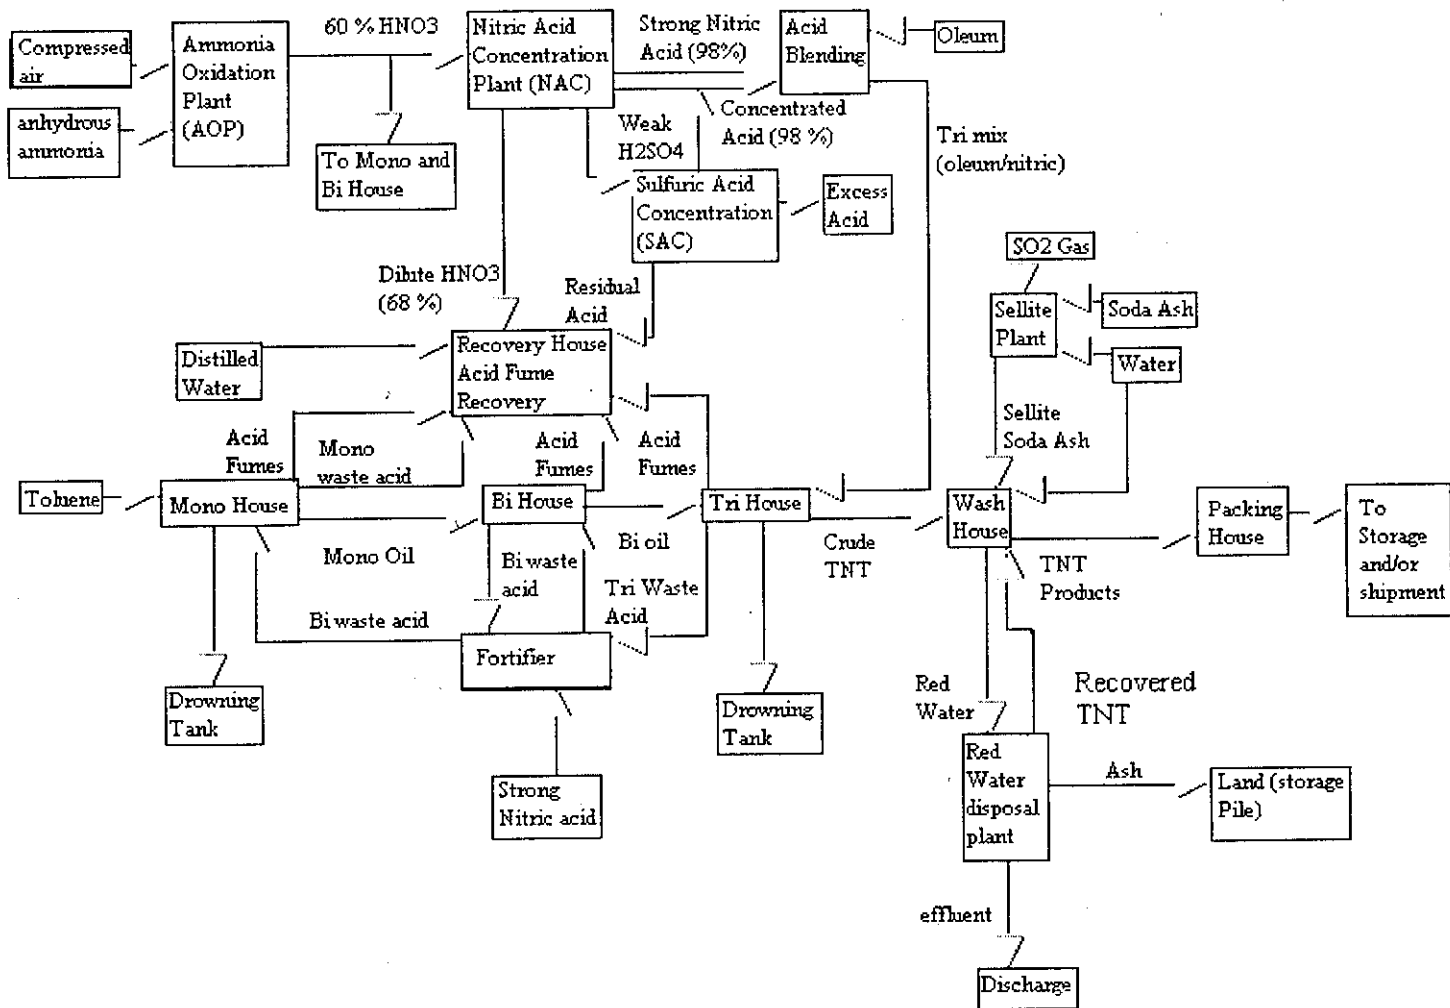 60 % HNO3
Compressed
air
anhydrous
ammonia
Ammonia
Oxidation
Plant
(AOP)
To Mono and
Bi House
Nitric Acid
Concentration
Plant (NAC)
Strong Nitric
Acid (98%)
Acid
Blending
Oleum
Concentrated
Acid (98 %)
Weak
H2SO4
Tri mix
(oleum/nitric)
Sulfuric Acid
Concentration
(SAC)
Excess
Acid
Dilute HNO3
(68 %)
Residual
Acid
SO2 Gas
Sellite
Plant
Soda Ash
Water
Distilled
Water
Recovery House
Acid Fume
Recovery
Sellite
Soda Ash
Acid
Fumes
Mono
waste acid
Acid
Fumes
Acid
Fumes
Toluene
Mono House
Bi House
Tri House
Wash
House
Packing
House
To
Storage
and/or
shipment
Mono Oil
Bi oil
Crude
TNT
TNT
Products
Bi waste
acid
Tri Waste
Acid
Bi waste acid
Fortifier
Drowning
Tank
Drowning
Tank
Strong
Nitric acid
Red
Water
Recovered
TNT
Red
Water
disposal
plant
Ash
Land (storage
Pile)
effluent
Discharge